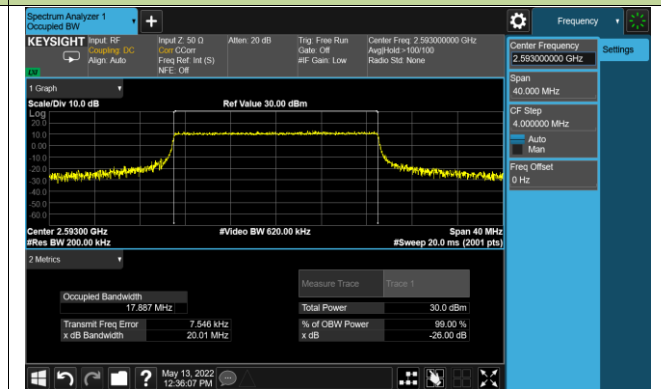 Spectrum Analyzer 1
Occupied BW
Frequency
KEYSIGHT
Input: RF
Coupling: DC
Align: Auto
Input Z: 50 Ω
Corr CCorr
Freq Ref: Int (S)
NFE: Off
Atten: 20 dB
Trig: Free Run
Gate: Off
#IF Gain: Low
Center Freq: 2.593000000 GHz
Avg|Hold:>100/100
Radio Std: None
Center Frequency
2.593000000 GHz
Settings
Span
40.000 MHz
CF Step
4.000000 MHz
Auto
Man
Freq Offset
0 Hz
1 Graph
Scale/Div 10.0 dB
Ref Value 30.00 dBm
Log
20.0
10.0
0.00
-10.0
-20.0
-30.0
-40.0
-50.0
-60.0
Center 2.59300 GHz
#Video BW 620.00 kHz
Span 40 MHz
#Res BW 200.00 kHz
#Sweep 20.0 ms (2001 pts)
2 Metrics
Measure Trace
Trace 1
Occupied Bandwidth
17.887 MHz
Total Power
30.0 dBm
Transmit Freq Error
7.546 kHz
% of OBW Power
99.00 %
x dB Bandwidth
20.01 MHz
x dB
-26.00 dB
May 13, 2022
12:36:07 PM